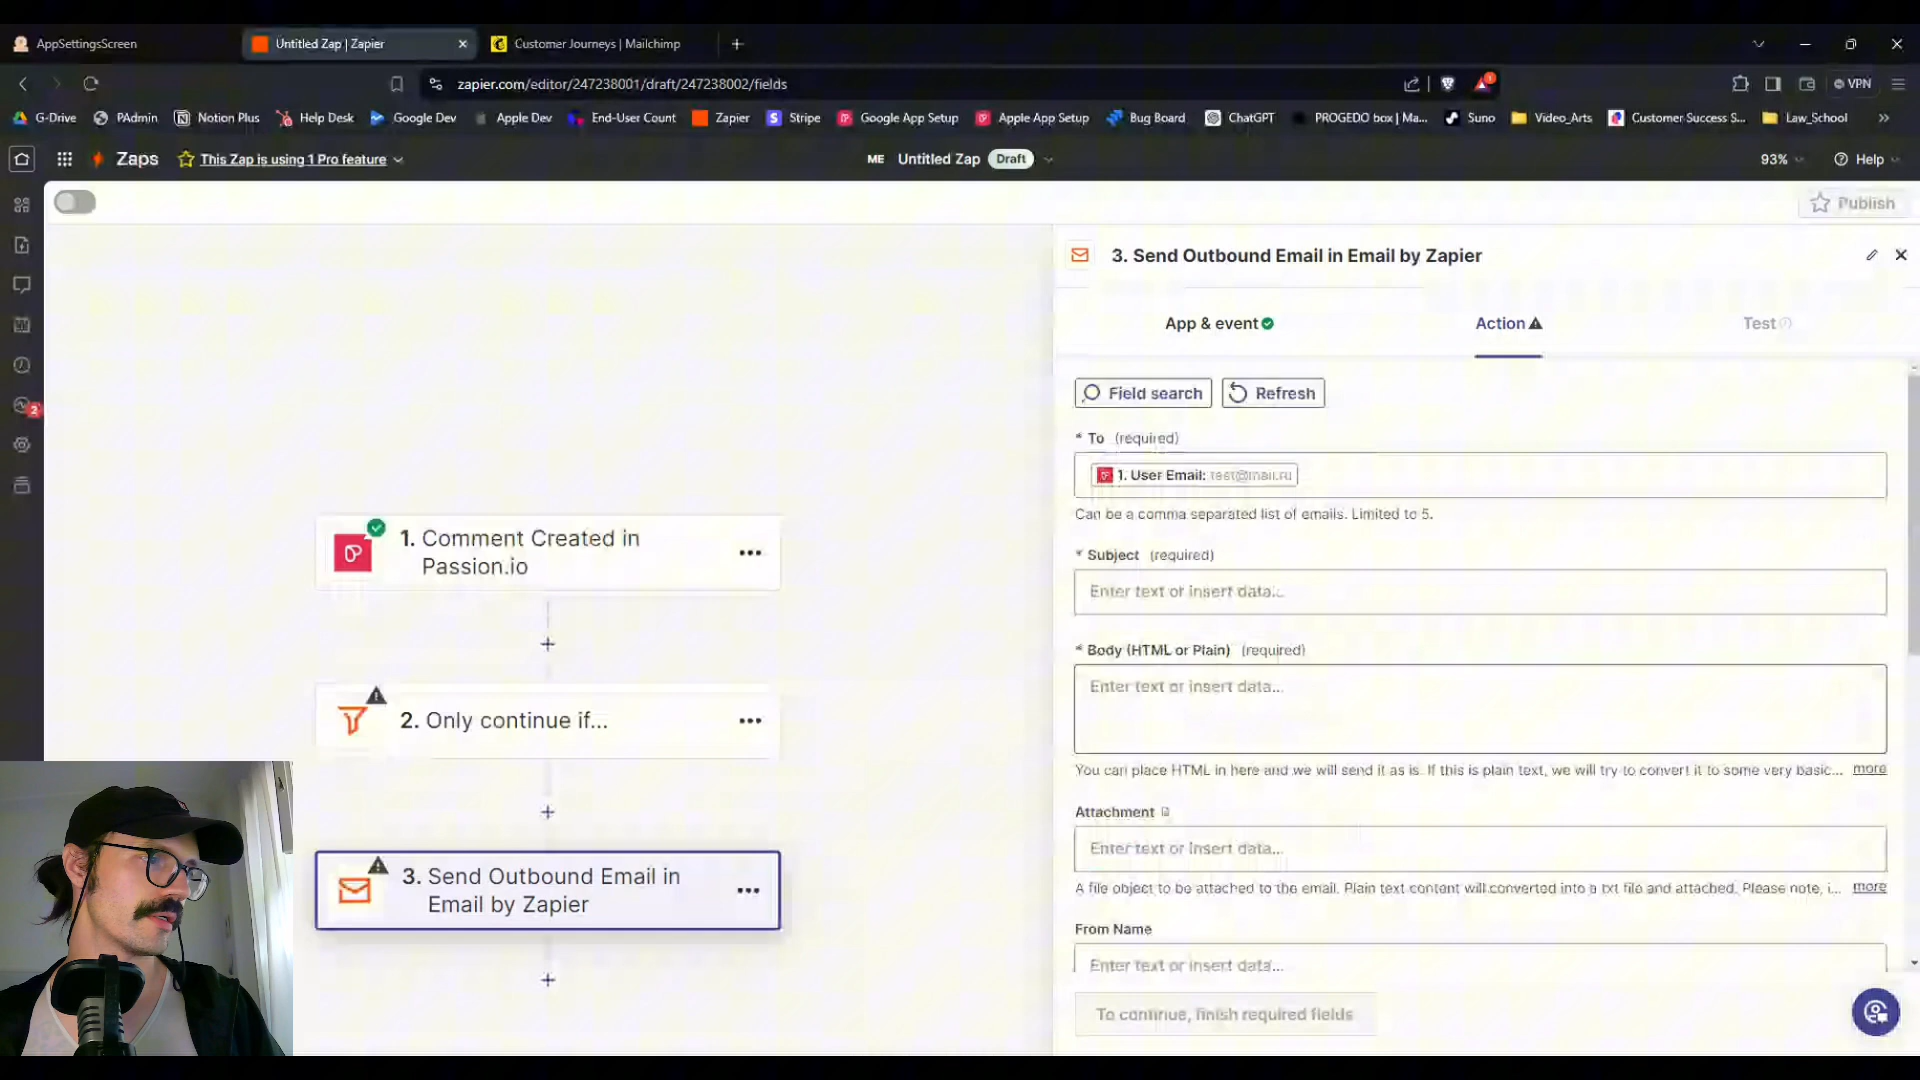 AppSettingsScreen
Untitled Zap | Zapier
Customer Journeys | Mailchimp
zapier.com/editor/247238001/draft/247238002/fields
VPN
G-Drive
PAdmin
Notion Plus
Help Desk
Google Dev
Apple Dev
End-User Count
Zapier
Stripe
Google App Setup
Apple App Setup
Bug Board
ChatGPT
PROGEDO box | Ma...
Suno
Video_Arts
Customer Success S...
Law_School
Zaps
This Zap is using 1 Pro feature
ME
Untitled Zap
Draft
93%
Help
Publish
3. Send Outbound Email in Email by Zapier
App & event
Action
Test
Field search
Refresh
* To (required)
1. User Email: test@mail.ru
Can be a comma separated list of emails. Limited to 5.
* Subject (required)
Enter text or insert data...
* Body (HTML or Plain) (required)
Enter text or insert data...
You can place HTML in here and we will send it as is. If this is plain text, we will try to convert it to some very basic... more
Attachment
Enter text or insert data...
A file object to be attached to the email. Plain text content will converted into a txt file and attached. Please note, i... more
From Name
Enter text or insert data...
To continue, finish required fields
1. Comment Created in
Passion.io
2. Only continue if...
3. Send Outbound Email in
Email by Zapier
2